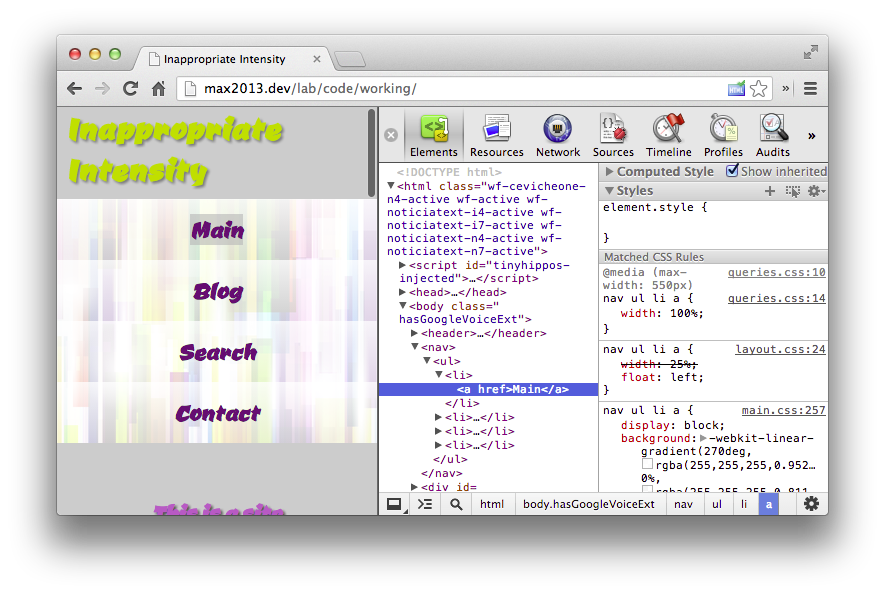 Inappropriate Intensity
max2013.dev/lab/code/working/
HTML
»
Inappropriate
Intensity
Main
Blog
Search
Contact
This is a site
Elements
Resources
Network
Sources
Timeline
Profiles
Audits
»
<!DOCTYPE html>
▼<html class="wf-cevicheone-
n4-active wf-active wf-
noticiatext-i4-active wf-
noticiatext-i7-active wf-
noticiatext-n4-active wf-
noticiatext-n7-active">
▶<script id="tinyhippos-
injected">…</script>
▶<head>…</head>
▼<body class="
hasGoogleVoiceExt">
▶<header>…</header>
▼<nav>
▼<ul>
▼<li>
<a href>Main</a>
</li>
▶<li>…</li>
▶<li>…</li>
▶<li>…</li>
</ul>
</nav>
▶<div id=
▶ Computed Style
Show inherited
▼ Styles
element.style {
}
Matched CSS Rules
@media (max-
width: 550px)
queries.css:10
nav ul li a {
queries.css:14
width: 100%;
}
nav ul li a {
layout.css:24
width: 25%;
float: left;
}
nav ul li a {
main.css:257
display: block;
background:▶-webkit-linear-
gradient(270deg,
rgba(255,255,255,0.952…
0%,
rgba(255,255,255,0.811
html
body.hasGoogleVoiceExt
nav
ul
li
a